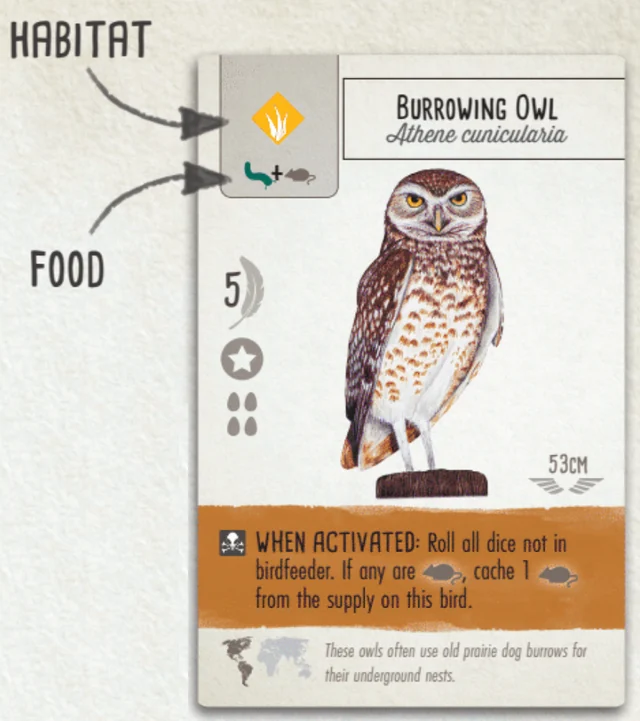 HABITAT
FOOD
BURROWING OWL
Athene cunicularia
+
5
53CM
WHEN ACTIVATED: Roll all dice not in
birdfeeder. If any are , cache 1
from the supply on this bird.
These owls often use old prairie dog burrows for
their underground nests.